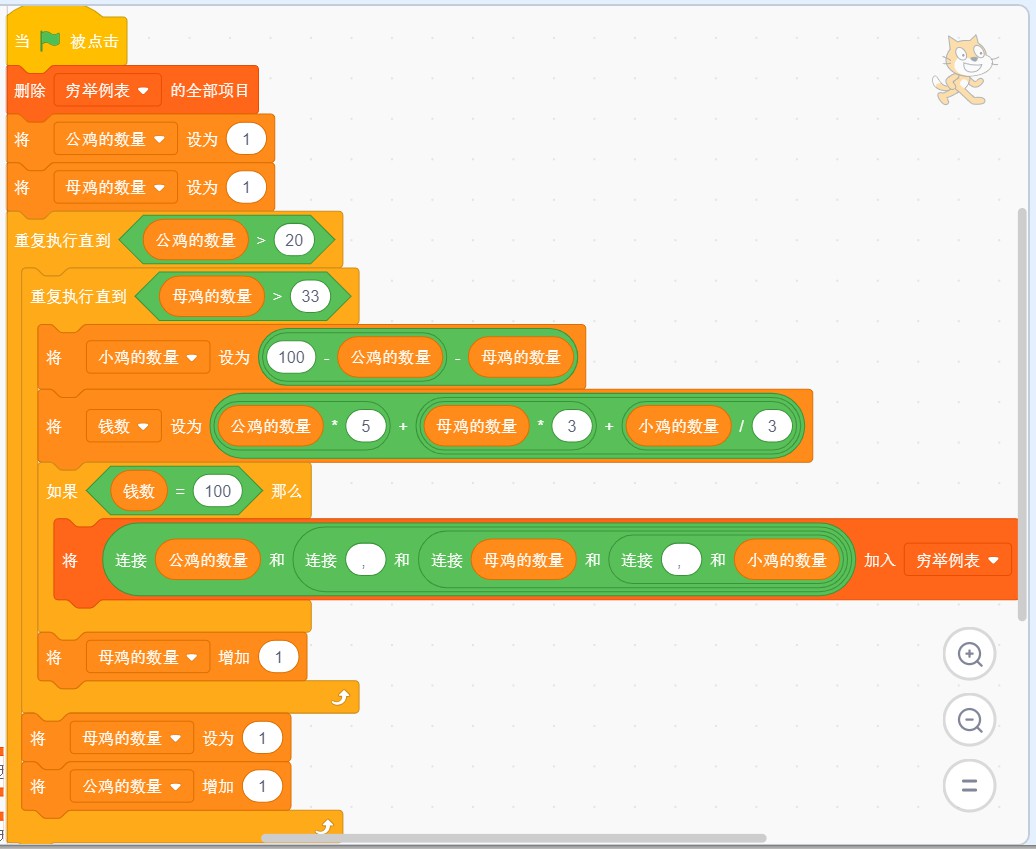 当 被点击
删除 穷举例表 的全部项目
将 公鸡的数量 设为 1
将 母鸡的数量 设为 1
重复执行直到 公鸡的数量 > 20
重复执行直到 母鸡的数量 > 33
将 小鸡的数量 设为 100 - 公鸡的数量 - 母鸡的数量
将 钱数 设为 公鸡的数量 * 5 + 母鸡的数量 * 3 + 小鸡的数量 / 3
如果 钱数 = 100 那么
将 连接 公鸡的数量 和 连接 , 和 连接 母鸡的数量 和 连接 , 和 小鸡的数量 加入 穷举例表
将 母鸡的数量 增加 1
将 母鸡的数量 设为 1
将 公鸡的数量 增加 1